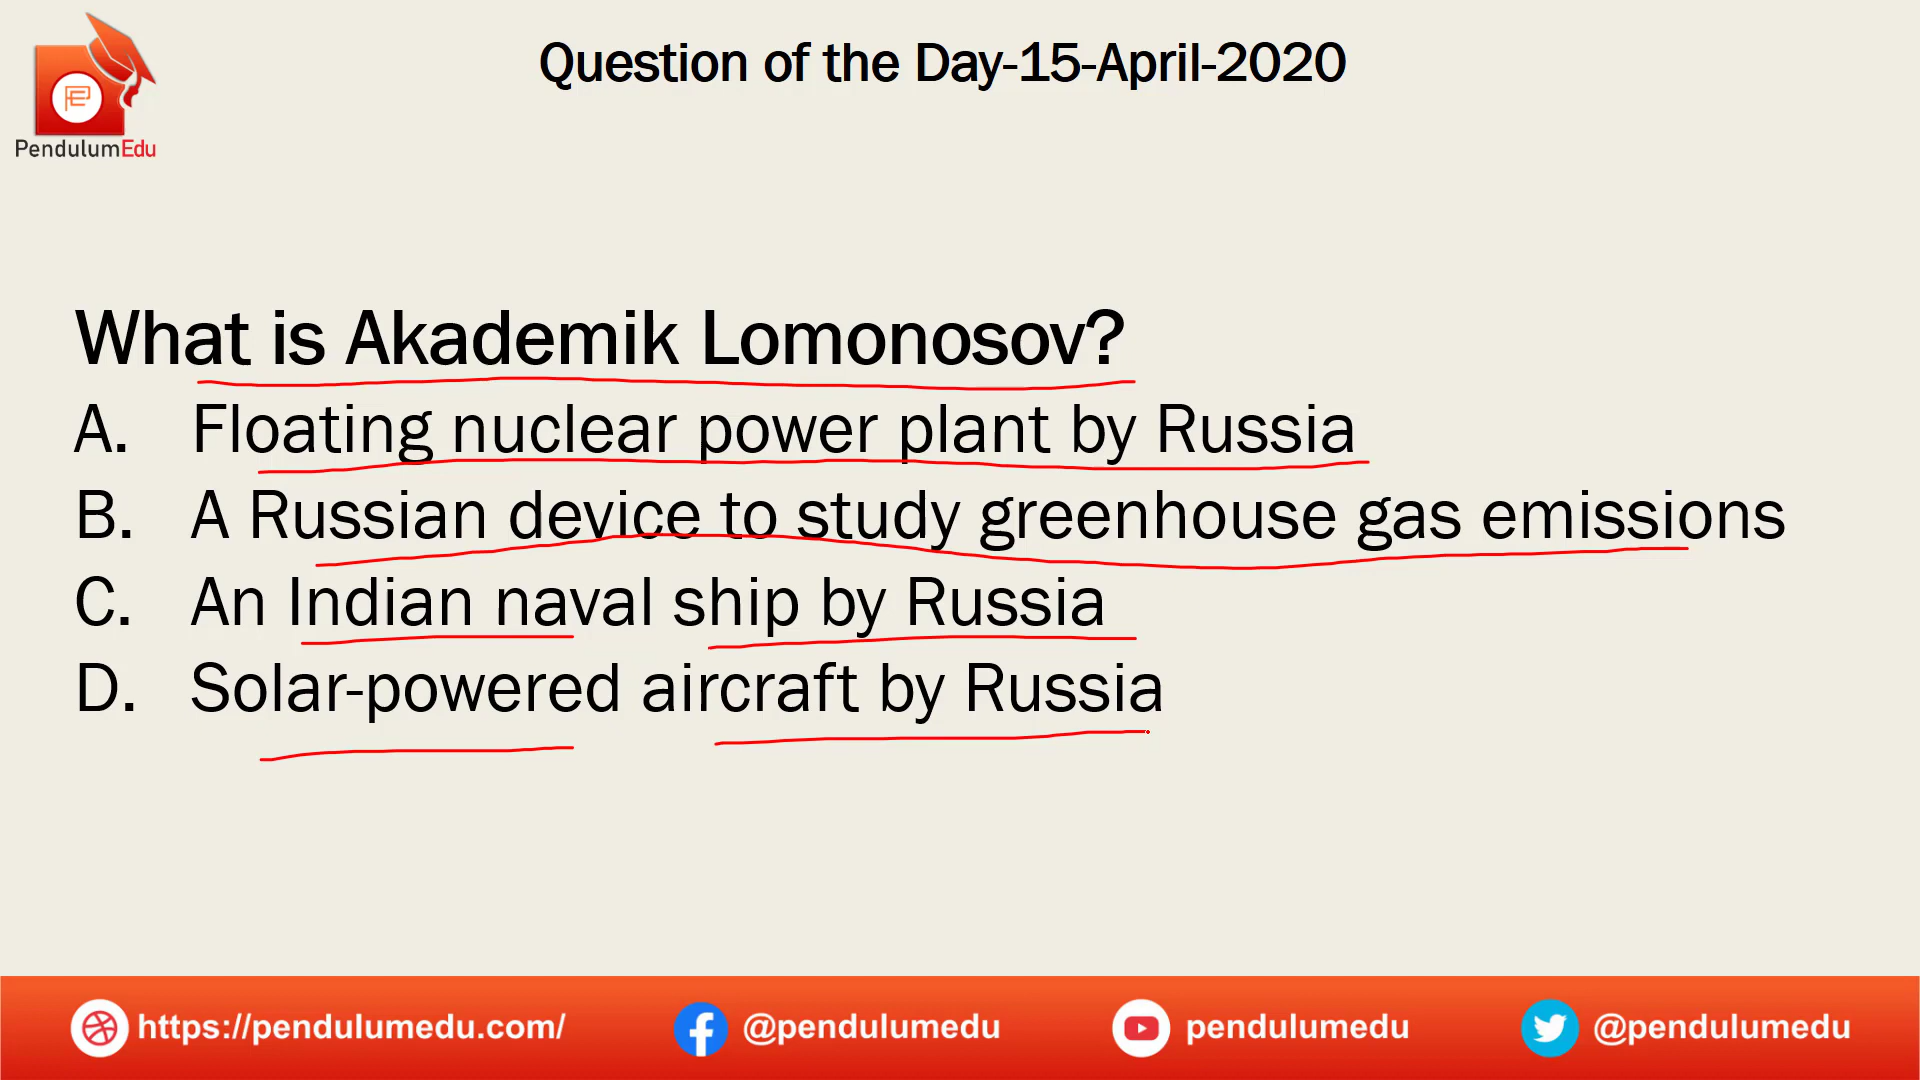 Question of the Day-15-April-2020
PendulumEdu
What is Akademik Lomonosov?
A. Floating nuclear power plant by Russia
B. A Russian device to study greenhouse gas emissions
C. An Indian naval ship by Russia
D. Solar-powered aircraft by Russia
https://pendulumedu.com/ @pendulumedu pendulumedu @pendulumedu